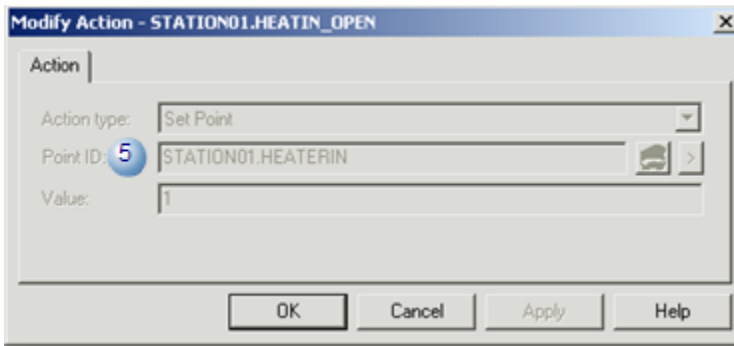 Modify Action - STATION01.HEATIN_OPEN
Action
Action type: Set Point
Point ID: 5 STATION01.HEATERIN >
Value: 1
OK Cancel Apply Help